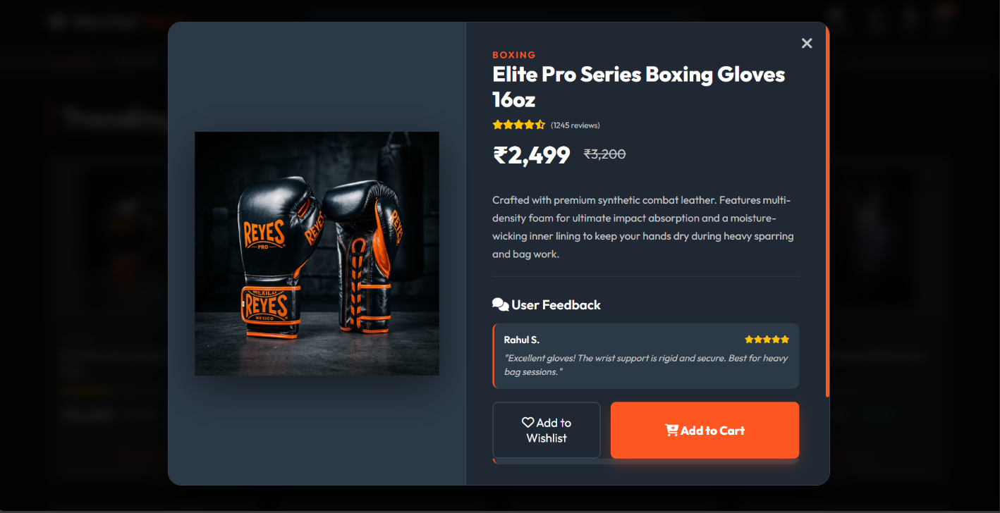 Trending
BOXING
Elite Pro Series Boxing Gloves
16oz
(1245 reviews)
₹2,499 ₹3,200
Crafted with premium synthetic combat leather. Features multi-
density foam for ultimate impact absorption and a moisture-
wicking inner lining to keep your hands dry during heavy sparring
and bag work.
User Feedback
Rahul S.
"Excellent gloves! The wrist support is rigid and secure. Best for heavy
bag sessions."
Add to
Wishlist
Add to Cart
REYES
PRO
REYES
REYES
REYES
MEXICO